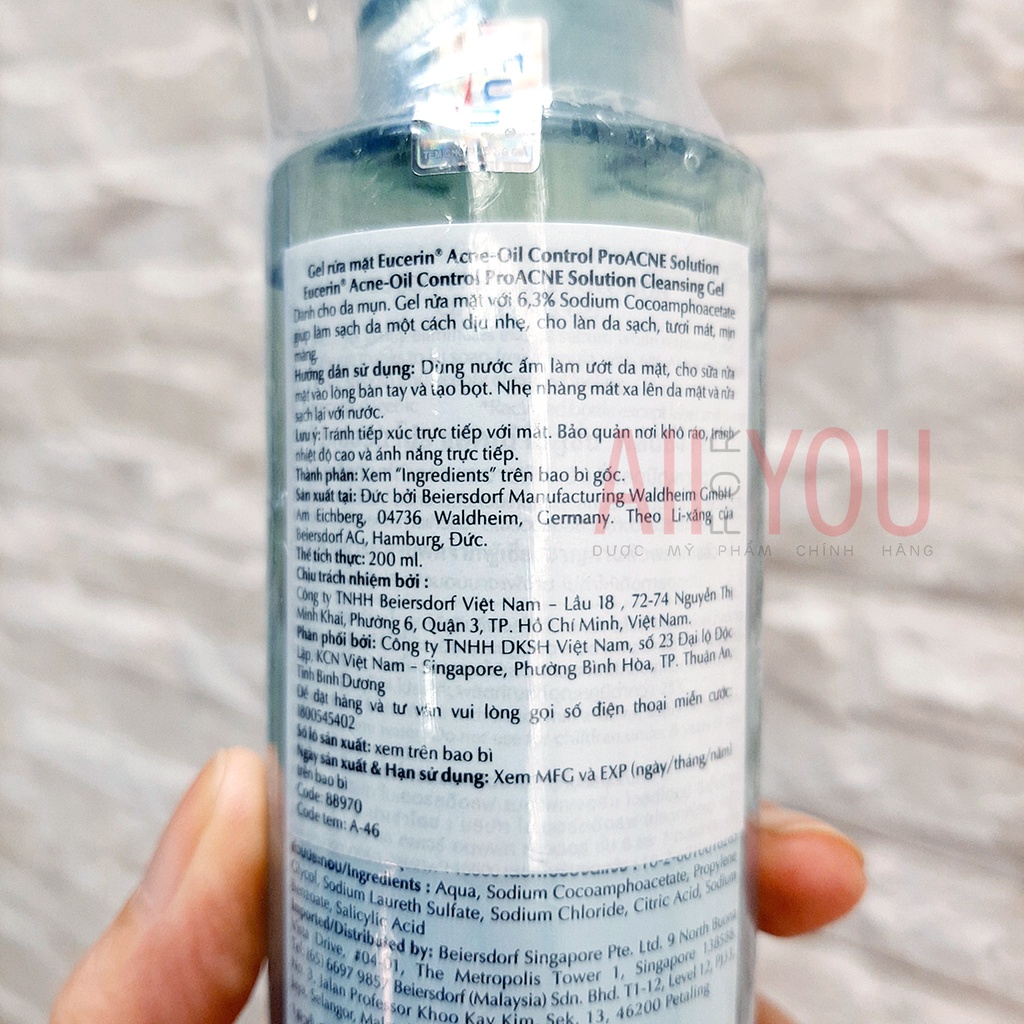 Gel rửa mặt Eucerin® Acne-Oil Control ProACNE Solution
Eucerin® Acne-Oil Control ProACNE Solution Cleansing Gel
Dành cho da mụn. Gel rửa mặt với 6,3% Sodium Cocoamphoacetate
giúp làm sạch da một cách dịu nhẹ, cho làn da sạch, tươi mát, mịn
màng.
Hướng dẫn sử dụng: Dùng nước ấm làm ướt da mặt, cho sữa rửa
mặt vào lòng bàn tay và tạo bọt. Nhẹ nhàng mát xa lên da mặt và rửa
sạch lại với nước.
Lưu ý: Tránh tiếp xúc trực tiếp với mắt. Bảo quản nơi khô ráo, tránh
nhiệt độ cao và ánh nắng trực tiếp.
Thành phần: Xem "Ingredients" trên bao bì gốc.
Sản xuất tại: Đức bởi Beiersdorf Manufacturing Waldheim GmbH,
Am Eichberg, 04736 Waldheim, Germany. Theo Li-xăng của
Beiersdorf AG, Hamburg, Đức.
Thể tích thực: 200 ml.
Chịu trách nhiệm bởi :
Công ty TNHH Beiersdorf Việt Nam – Lầu 18 , 72-74 Nguyễn Thị
Minh Khai, Phường 6, Quận 3, TP. Hồ Chí Minh, Việt Nam.
Phân phối bởi: Công ty TNHH DKSH Việt Nam, số 23 Đại lộ Độc
Lập, KCN Việt Nam – Singapore, Phường Bình Hòa, TP. Thuận An,
Tỉnh Bình Dương
Để đặt hàng và tư vấn vui lòng gọi số điện thoại miễn cước:
1800545402
Số lô sản xuất: xem trên bao bì
Ngày sản xuất & Hạn sử dụng: Xem MFG và EXP (ngày/tháng/năm)
trên bao bì
Code: 88970
Code tem: A-46
/Ingredients : Aqua, Sodium Cocoamphoacetate, Propylene
Glycol, Sodium Laureth Sulfate, Sodium Chloride, Citric Acid, Sodium
Benzoate, Salicylic Acid
Imported/Distributed by: Beiersdorf Singapore Pte. Ltd. 9 North Buona
Vista Drive, #04-01, The Metropolis Tower 1, Singapore 138588
Tel: (65) 6697 9857 Beiersdorf (Malaysia) Sdn. Bhd. T1-12, Level 12,
No. 3, Jalan Professor Khoo Kay Kim, Sek. 13, 46200 Petaling
Jaya, Selangor,
All FOR YOU
DƯỢC MỸ PHẨM CHÍNH HÃNG